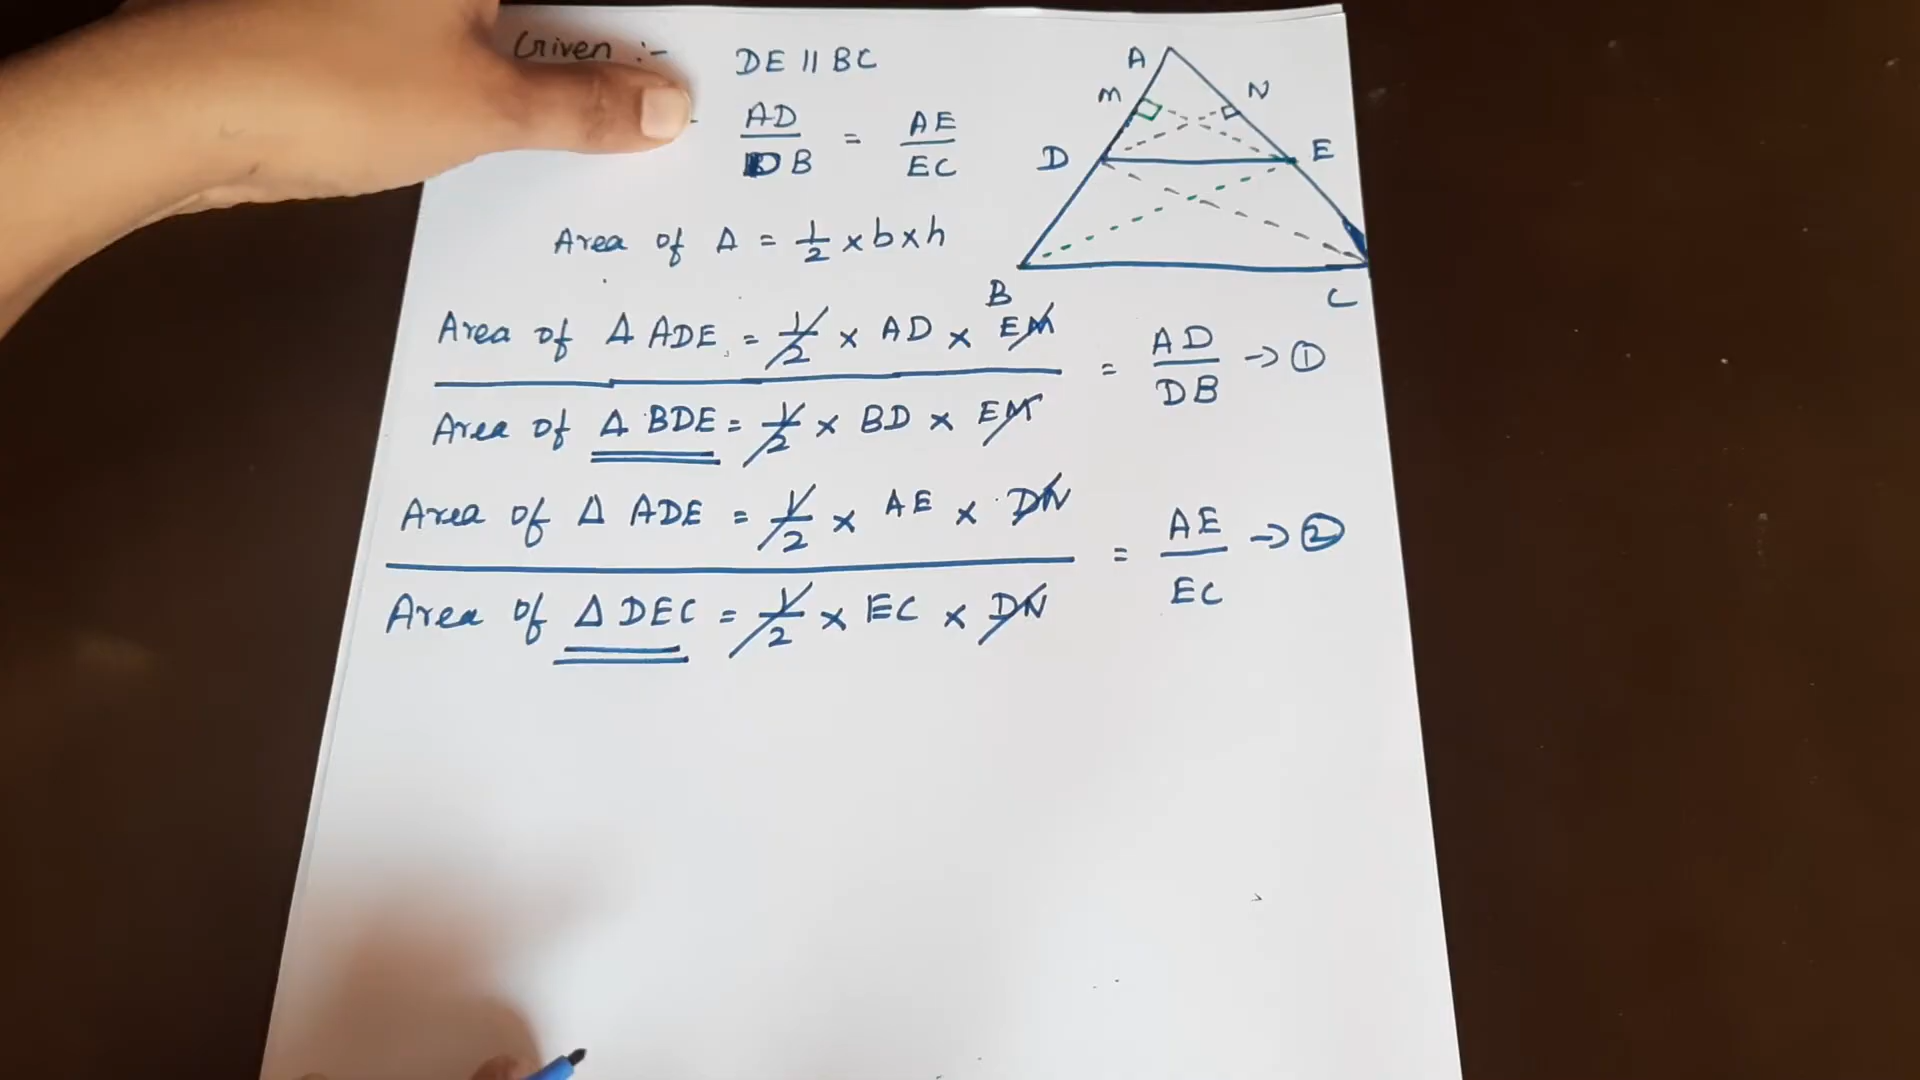 Given :- DE || BC
AD/DB = AE/EC
Area of Δ = 1/2 × b × h
Area of Δ ADE = 1/2 × AD × EM
Area of Δ BDE = 1/2 × BD × EM
= AD/DB → ①
Area of Δ ADE = 1/2 × AE × DN
Area of Δ DEC = 1/2 × EC × DN
= AE/EC → ②
A
M
N
D
E
B
C